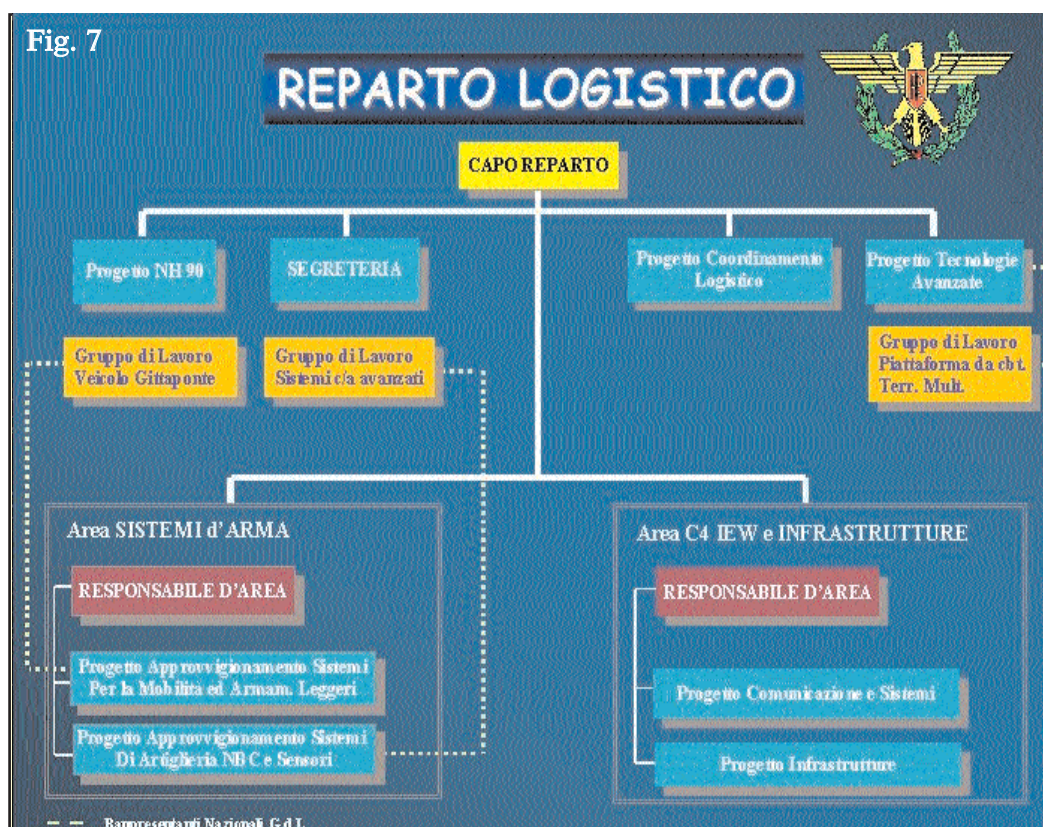 Fig. 7
REPARTO LOGISTICO
CAPO REPARTO
Progetto NH 90
SEGRETERIA
Progetto Coordinamento
Logistico
Progetto Tecnologie
Avanzate
Gruppo di Lavoro
Veicolo Gittaponte
Gruppo di Lavoro
Sistemi c/a avanzati
Gruppo di Lavoro
Piattaforma da cbt.
Terr. Mult.
Area SISTEMI d'ARMA
RESPONSABILE D'AREA
Progetto Approvvigionamento Sistemi
Per la Mobilità ed Armam. Leggeri
Progetto Approvvigionamento Sistemi
Di Artiglieria NBC e Sensori
Area C4 IEW e INFRASTRUTTURE
RESPONSABILE D'AREA
Progetto Comunicazione e Sistemi
Progetto Infrastrutture
Rappresentanti Nazionali G.d.L.